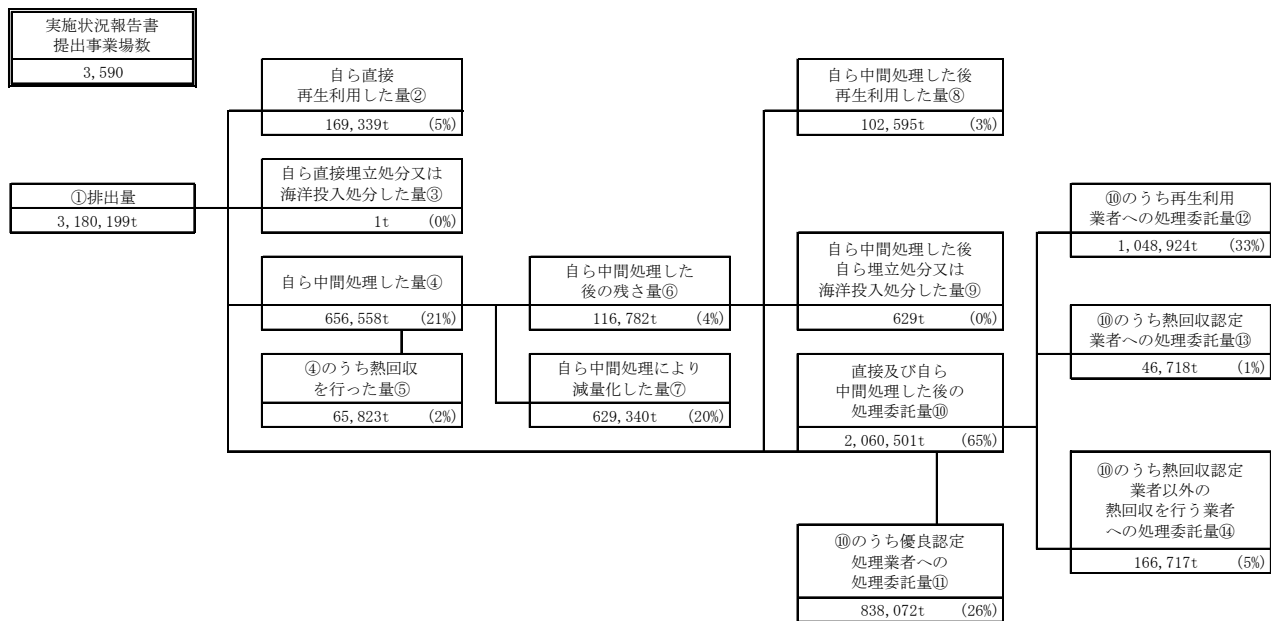 実施状況報告書
提出事業場数
3,590
自ら直接
再生利用した量②
169,339t (5%)
自ら中間処理した後
再生利用した量⑧
102,595t (3%)
①排出量
3,180,199t
自ら直接埋立処分又は
海洋投入処分した量③
1t (0%)
⑩のうち再生利用
業者への処理委託量⑫
1,048,924t (33%)
自ら中間処理した量④
656,558t (21%)
自ら中間処理した
後の残さ量⑥
116,782t (4%)
自ら中間処理した後
自ら埋立処分又は
海洋投入処分した量⑨
629t (0%)
⑩のうち熱回収認定
業者への処理委託量⑬
46,718t (1%)
④のうち熱回収
を行った量⑤
65,823t (2%)
自ら中間処理により
減量化した量⑦
629,340t (20%)
直接及び自ら
中間処理した後の
処理委託量⑩
2,060,501t (65%)
⑩のうち熱回収認定
業者以外の
熱回収を行う業者
への処理委託量⑭
166,717t (5%)
⑩のうち優良認定
処理業者への
処理委託量⑪
838,072t (26%)